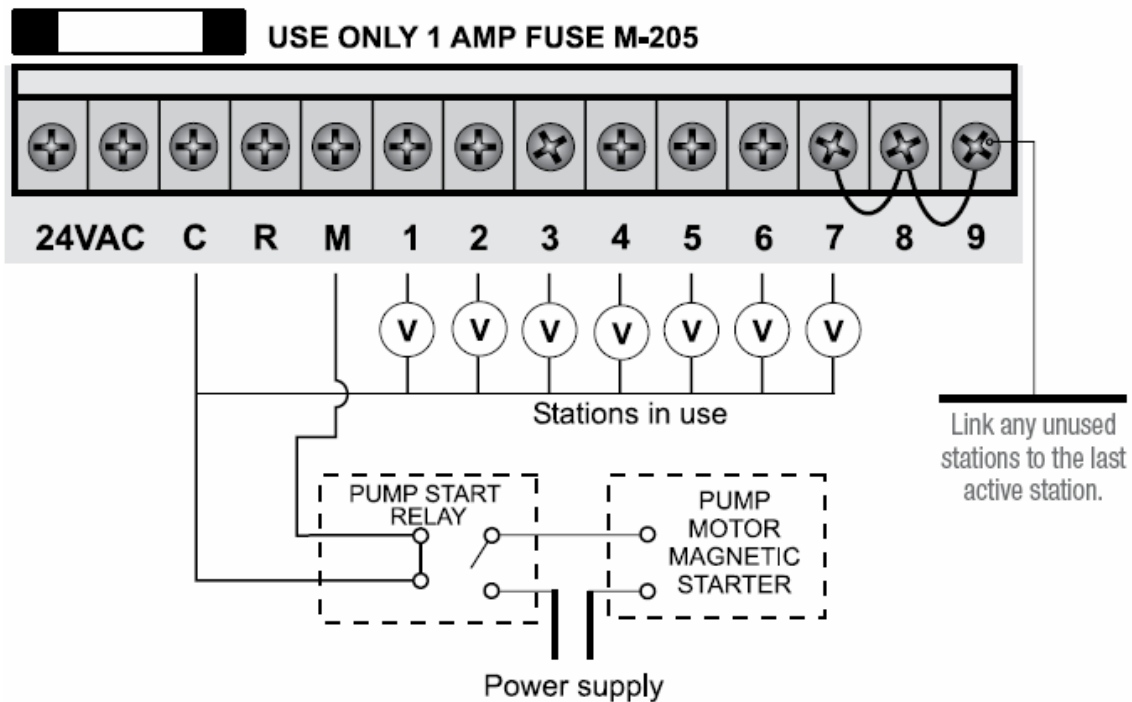 USE ONLY 1 AMP FUSE M-205
24VAC C R M 1 2 3 4 5 6 7 8 9
V V V V V V V
Stations in use
Link any unused
stations to the last
active station.
PUMP START
RELAY
PUMP
MOTOR
MAGNETIC
STARTER
Power supply